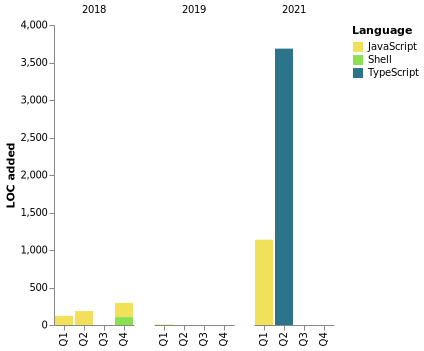 2018 2019 2021
Language
JavaScript
Shell
TypeScript
LOC added
4,000
3,500
3,000
2,500
2,000
1,500
1,000
500
0
Q1 Q2 Q3 Q4 Q1 Q2 Q3 Q4 Q1 Q2 Q3 Q4